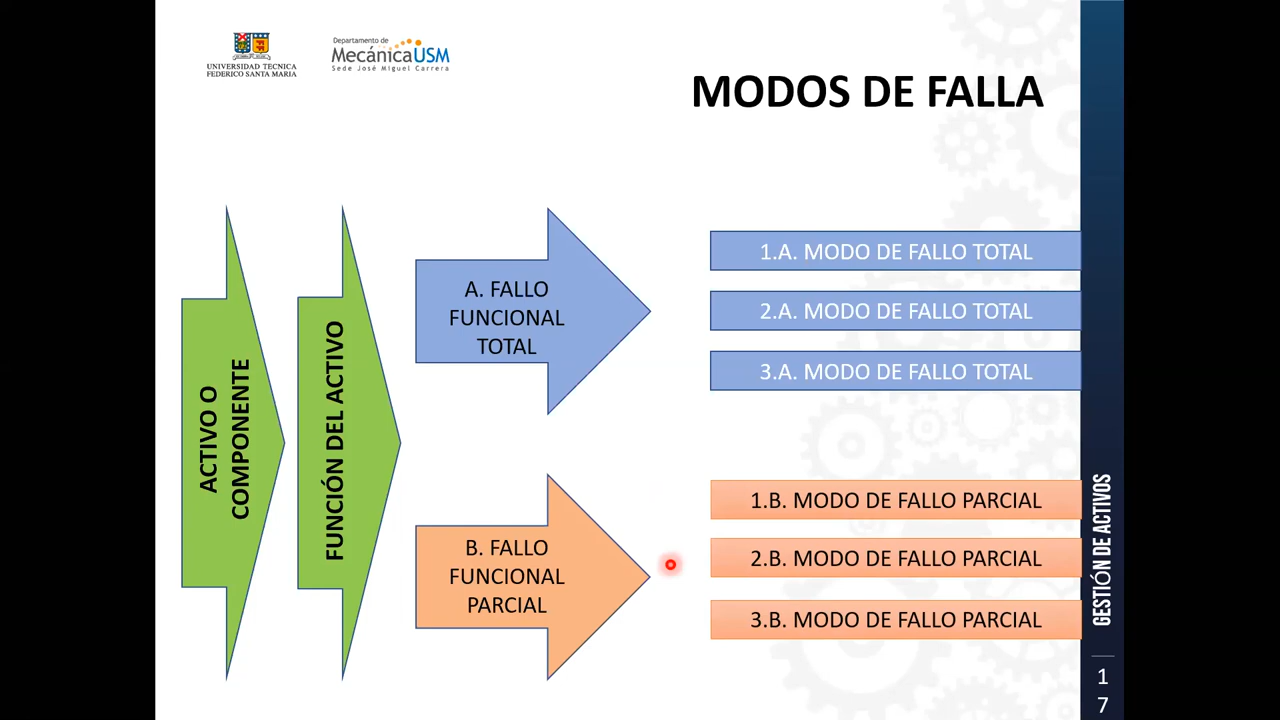 UNIVERSIDAD TECNICA
FEDERICO SANTA MARIA
Departamento de
MecánicaUSM
Sede José Miguel Carrera
MODOS DE FALLA
ACTIVO O
COMPONENTE
FUNCIÓN DEL ACTIVO
A. FALLO
FUNCIONAL
TOTAL
1.A. MODO DE FALLO TOTAL
2.A. MODO DE FALLO TOTAL
3.A. MODO DE FALLO TOTAL
B. FALLO
FUNCIONAL
PARCIAL
1.B. MODO DE FALLO PARCIAL
2.B. MODO DE FALLO PARCIAL
3.B. MODO DE FALLO PARCIAL
GESTIÓN DE ACTIVOS
1
7